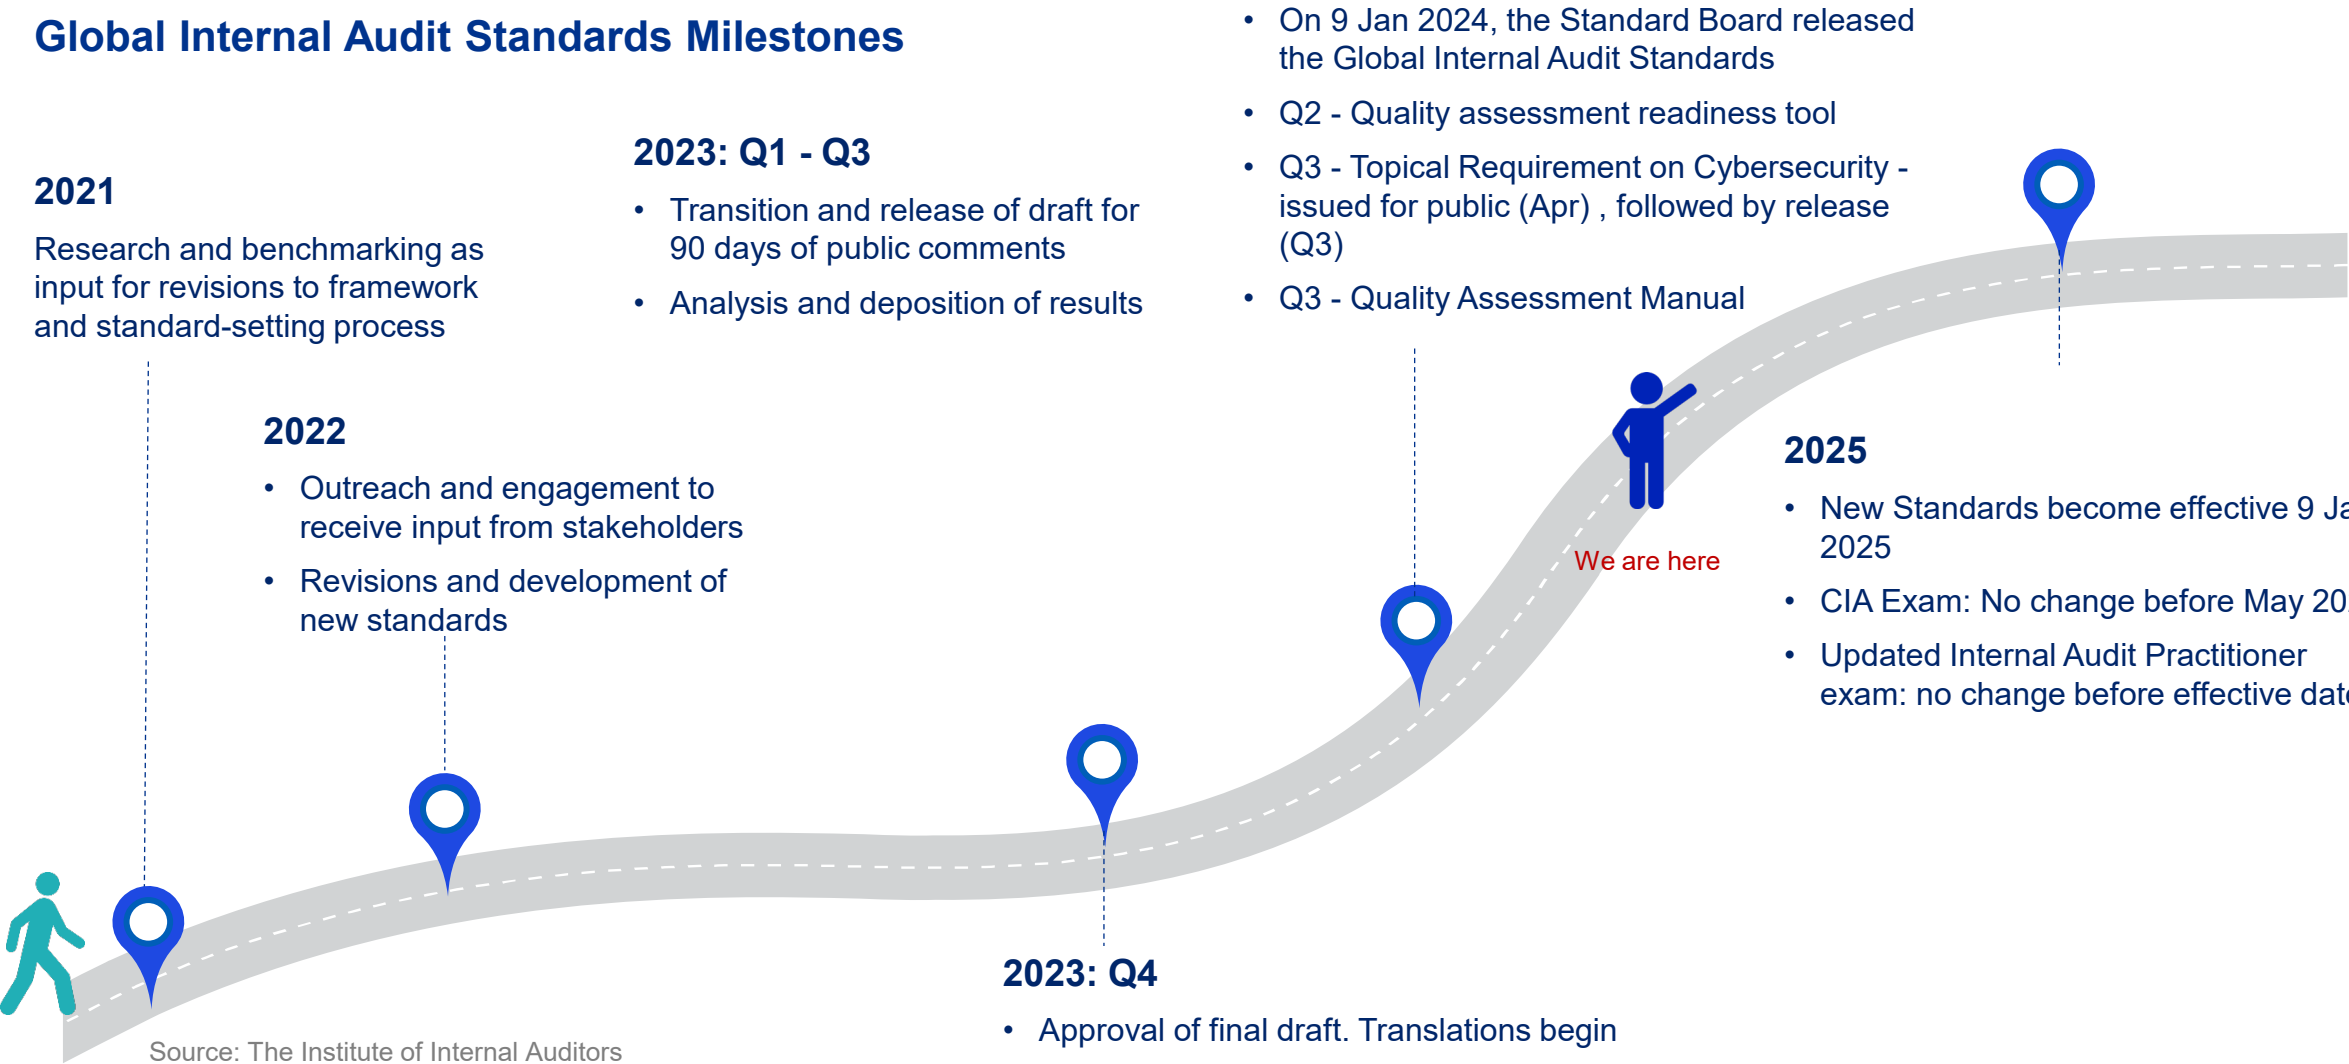 Global Internal Audit Standards Milestones
2021
Research and benchmarking as
input for revisions to framework
and standard-setting process
2022
• Outreach and engagement to
receive input from stakeholders
• Revisions and development of
new standards
2023: Q1 - Q3
• Transition and release of draft for
90 days of public comments
• Analysis and deposition of results
2023: Q4
• Approval of final draft. Translations begin
• On 9 Jan 2024, the Standard Board released
the Global Internal Audit Standards
• Q2 - Quality assessment readiness tool
• Q3 - Topical Requirement on Cybersecurity -
issued for public (Apr) , followed by release
(Q3)
• Q3 - Quality Assessment Manual
We are here
2025
• New Standards become effective 9
2025
• CIA Exam: No change before May
• Updated Internal Audit Practitioner
exam: no change before effective
Source: The Institute of Internal Auditors